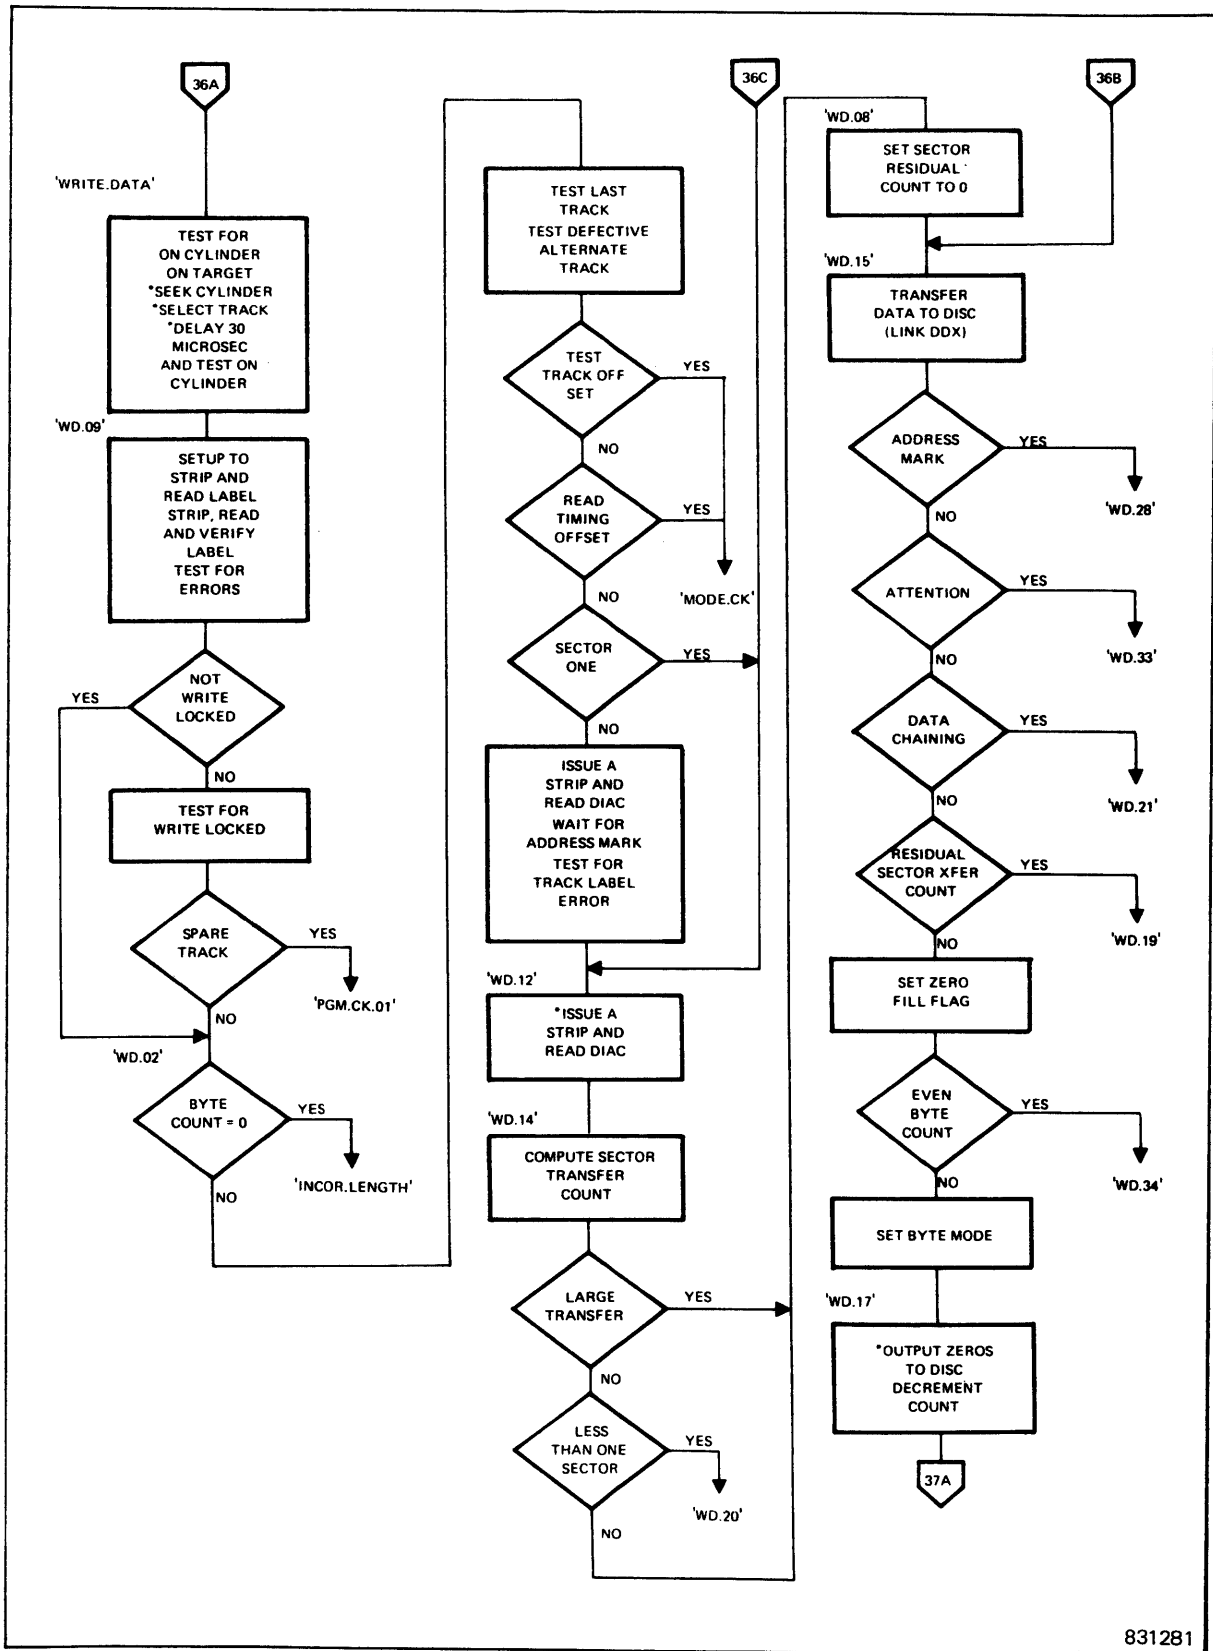 36A
'WRITE.DATA'
TEST FOR
ON CYLINDER
ON TARGET
*SEEK CYLINDER
*SELECT TRACK
*DELAY 30
MICROSEC
AND TEST ON
CYLINDER
'WD.09'
SETUP TO
STRIP AND
READ LABEL
STRIP, READ
AND VERIFY
LABEL
TEST FOR
ERRORS
NOT
WRITE
LOCKED
YES
NO
TEST FOR
WRITE LOCKED
SPARE
TRACK
YES
'PGM.CK.01'
NO
'WD.02'
BYTE
COUNT = 0
YES
'INCOR.LENGTH'
NO
36C
TEST LAST
TRACK
TEST DEFECTIVE
ALTERNATE
TRACK
TEST
TRACK OFF
SET
YES
NO
READ
TIMING
OFFSET
YES
'MODE.CK'
NO
SECTOR
ONE
YES
NO
ISSUE A
STRIP AND
READ DIAC
WAIT FOR
ADDRESS MARK
TEST FOR
TRACK LABEL
ERROR
'WD.12'
*ISSUE A
STRIP AND
READ DIAC
'WD.14'
COMPUTE SECTOR
TRANSFER
COUNT
LARGE
TRANSFER
YES
NO
LESS
THAN ONE
SECTOR
YES
'WD.20'
NO
36B
'WD.08'
SET SECTOR
RESIDUAL
COUNT TO 0
'WD.15'
TRANSFER
DATA TO DISC
(LINK DDX)
ADDRESS
MARK
YES
'WD.28'
NO
ATTENTION
YES
'WD.33'
NO
DATA
CHAINING
YES
'WD.21'
NO
RESIDUAL
SECTOR XFER
COUNT
YES
'WD.19'
NO
SET ZERO
FILL FLAG
EVEN
BYTE
COUNT
YES
'WD.34'
NO
SET BYTE MODE
'WD.17'
*OUTPUT ZEROS
TO DISC
DECREMENT
COUNT
37A
831281